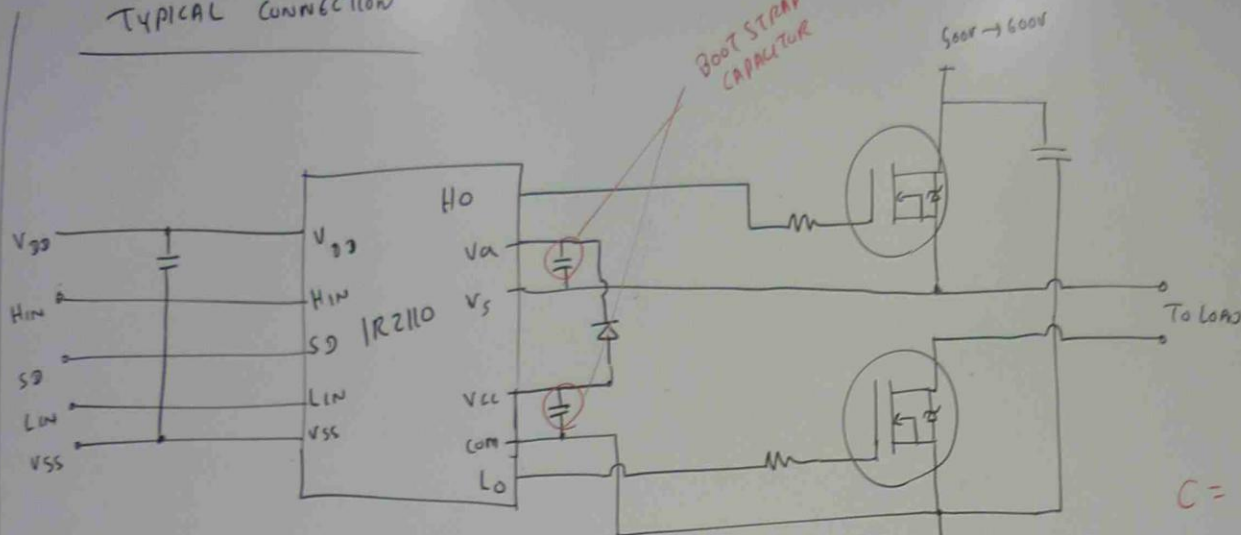 TYPICAL CONNECTION
BOOT STRAP
CAPACITOR
500V → 600V
HO
VDD
VDD
Va
HIN
HIN
VS
IR2110
TO LOAD
SD
SD
VCC
LIN
LIN
VSS
VSS
COM
LO
C =